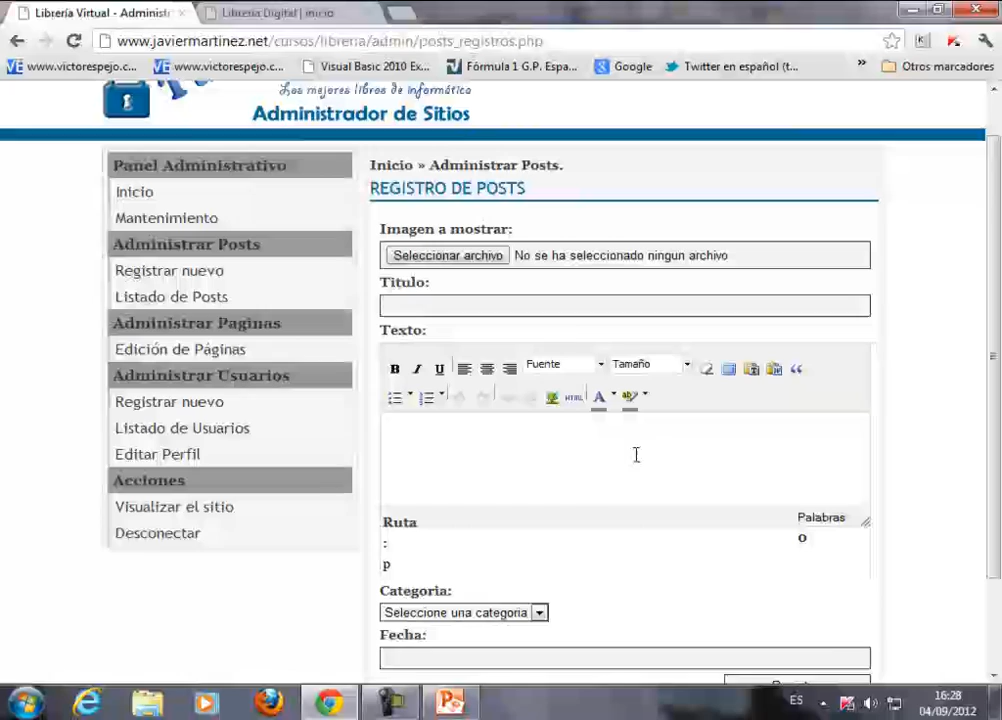 Librería Virtual - Administr
Libreria Digital | inicio
www.javiermartinez.net/cursos/libreria/admin/posts_registros.php
www.victorespejo.c...
www.victorespejo.c...
Visual Basic 2010 Ex...
Fórmula 1 G.P. Espa...
Google
Twitter en español (t...
»
Otros marcadores
Los mejores libros de informática
Administrador de Sitios
Panel Administrativo
Inicio
Mantenimiento
Administrar Posts
Registrar nuevo
Listado de Posts
Administrar Paginas
Edición de Páginas
Administrar Usuarios
Registrar nuevo
Listado de Usuarios
Editar Perfil
Acciones
Visualizar el sitio
Desconectar
Inicio » Administrar Posts.
REGISTRO DE POSTS
Imagen a mostrar:
Seleccionar archivo No se ha seleccionado ningun archivo
Titulo:
Texto:
B I U Fuente Tamaño
HTML A
Ruta
:
p
Palabras
0
Categoria:
Seleccione una categoria
Fecha:
ES
16:28
04/09/2012